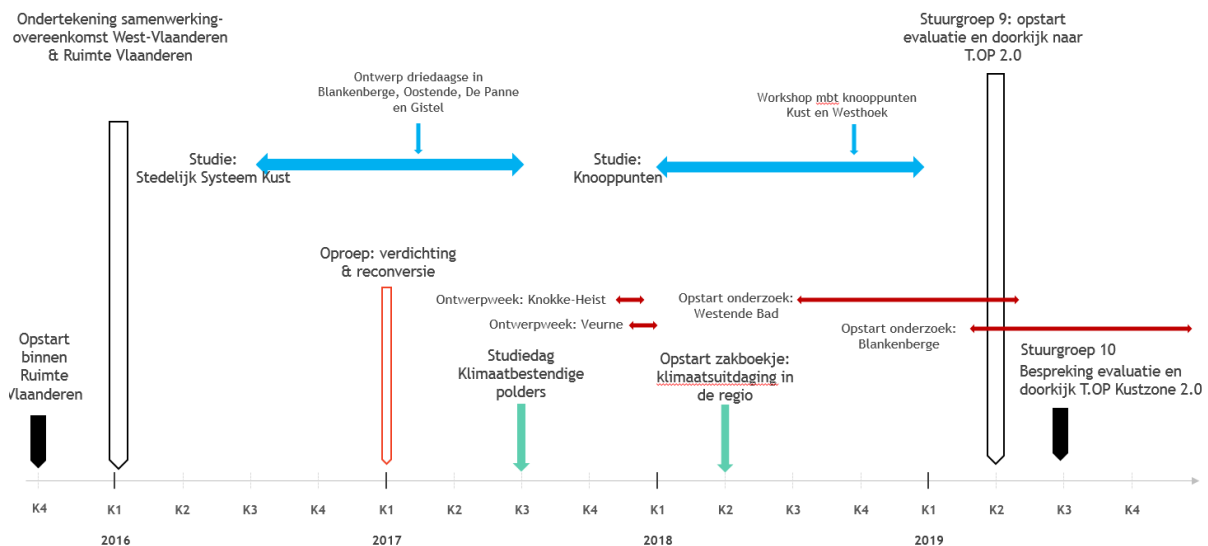 Ondertekening samenwerking-
overeenkomst West-Vlaanderen
& Ruimte Vlaanderen
Stuurgroep 9: opstart
evaluatie en doorkijk naar
T.OP 2.0
Ontwerp driedaagse in
Blankenberge, Oostende, De Panne
en Gistel
Workshop mbt knooppunten
Kust en Westhoek
Studie:
Stedelijk Systeem Kust
Studie:
Knooppunten
Oproep: verdichting
& reconversie
Ontwerpweek: Knokke-Heist
Ontwerpweek: Veurne
Opstart onderzoek:
Westende Bad
Opstart onderzoek:
Blankenberge
Opstart
binnen
Ruimte
Vlaanderen
Studiedag
Klimaatbestendige
polders
Opstart zakboekje:
klimaatsuitdaging in
de regio
Stuurgroep 10
Bespreking evaluatie en
doorkijk T.OP Kustzone 2.0
K4 K1 K2 K3 K4 K1 K2 K3 K4 K1 K2 K3 K4 K1 K2 K3 K4
2016 2017 2018 2019